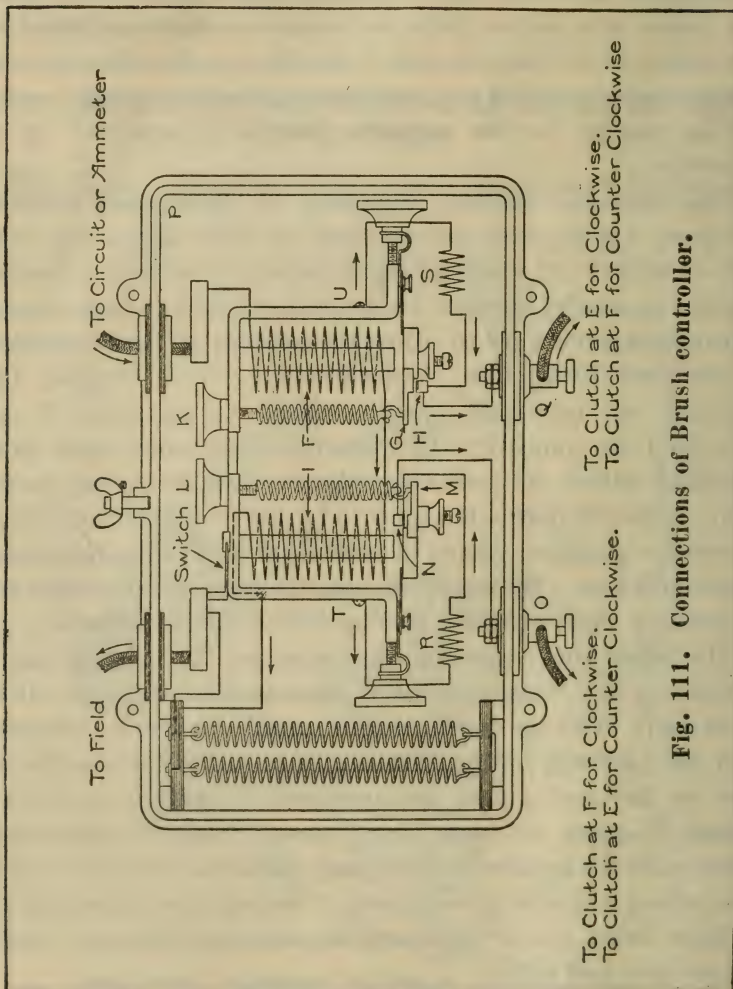 To Field
To Circuit or Ammeter
Switch
L
K
P
I
F
T
U
G
H
M
N
R
S
O
Q
To Clutch at F for Clockwise.
To Clutch at E for Counter Clockwise.
To Clutch at E for Clockwise.
To Clutch at F for Counter Clockwise
Fig. 111. Connections of Brush controller.